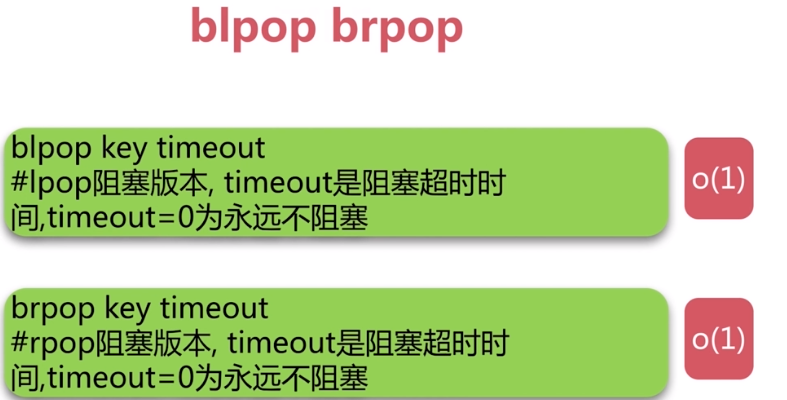 blpop brpop
blpop key timeout
#lpop阻塞版本, timeout是阻塞超时时
间,timeout=0为永远不阻塞
o(1)
brpop key timeout
#rpop阻塞版本, timeout是阻塞超时时
间,timeout=0为永远不阻塞
o(1)